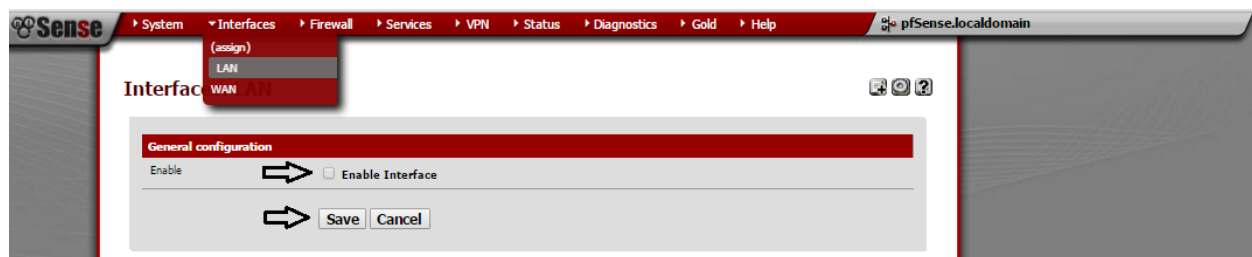 Sense System Interfaces Firewall Services VPN Status Diagnostics Gold Help pfSense.localdomain
(assign)
LAN
WAN
Interfac LAN
General configuration
Enable Enable Interface
Save Cancel